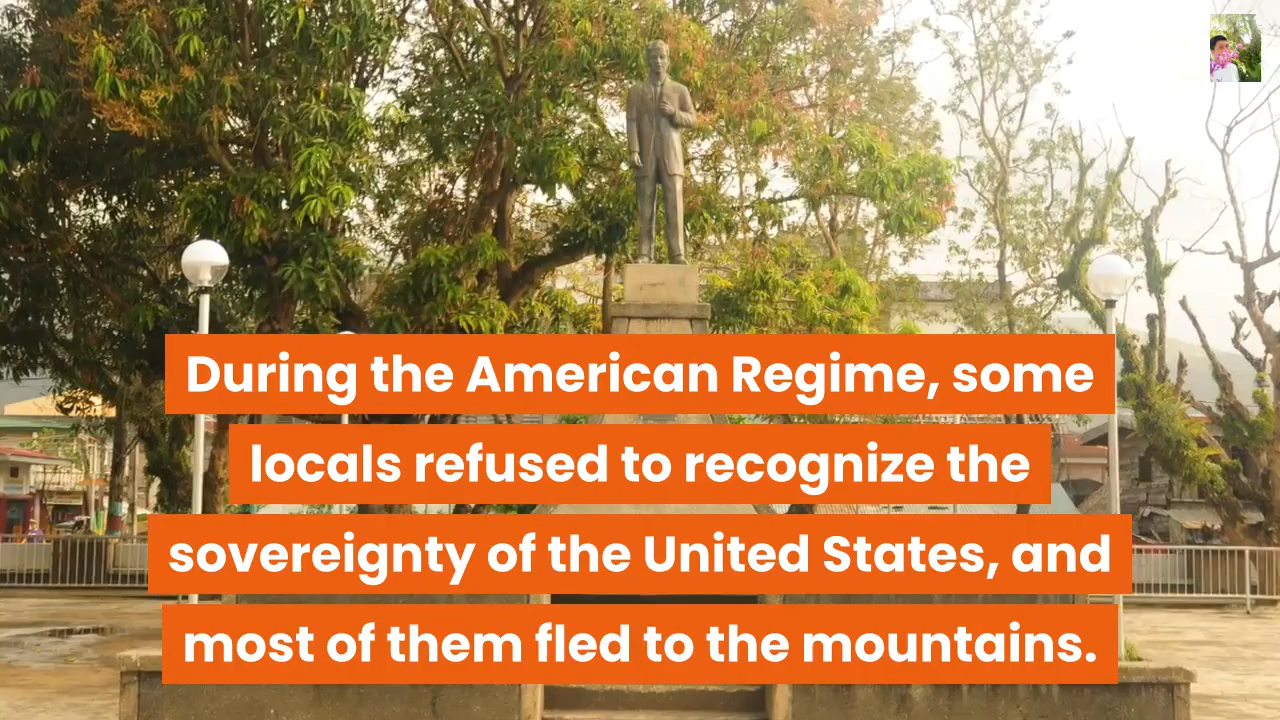 During the American Regime, some
locals refused to recognize the
sovereignty of the United States, and
most of them fled to the mountains.